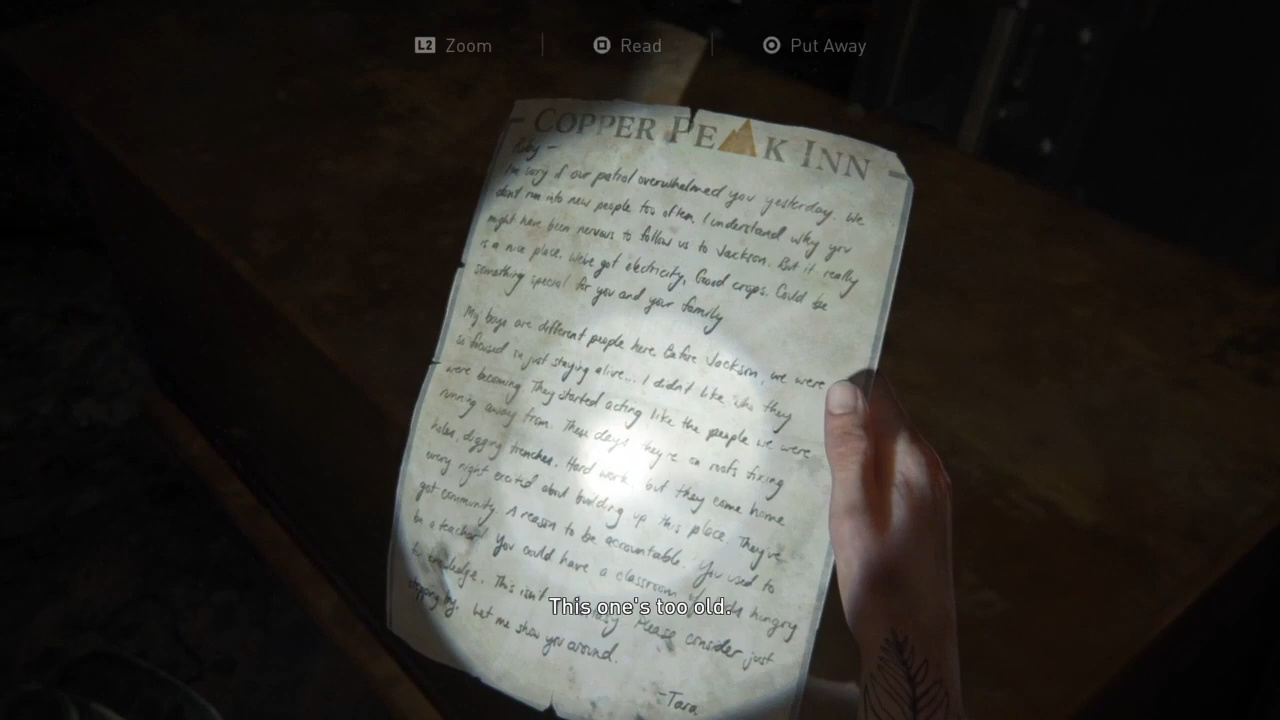 L2 Zoom
Read
Put Away
COPPER PEAK INN
I'm sorry if our patrol overwhelmed you yesterday. We
don't run into new people too often. I understand why you
might have been nervous to follow us to Jackson. But it really
is a nice place. We've got electricity, Good crops. Could be
something special for you and your family
My boys are different people here. Before Jackson, we were
so focused on just staying alive... I didn't like who they
were becoming. They started acting like the people we were
running away from. These days they're on roofs fixing
holes, digging trenches. Hard work, but they come home
every night excited about building up this place. They've
got community. A reason to be accountable. You used to
be a teacher! You could have a classroom of hungry
knowledge. This isn't Please consider just
stopping by. Let me show you around.
-Tara
This one's too old.